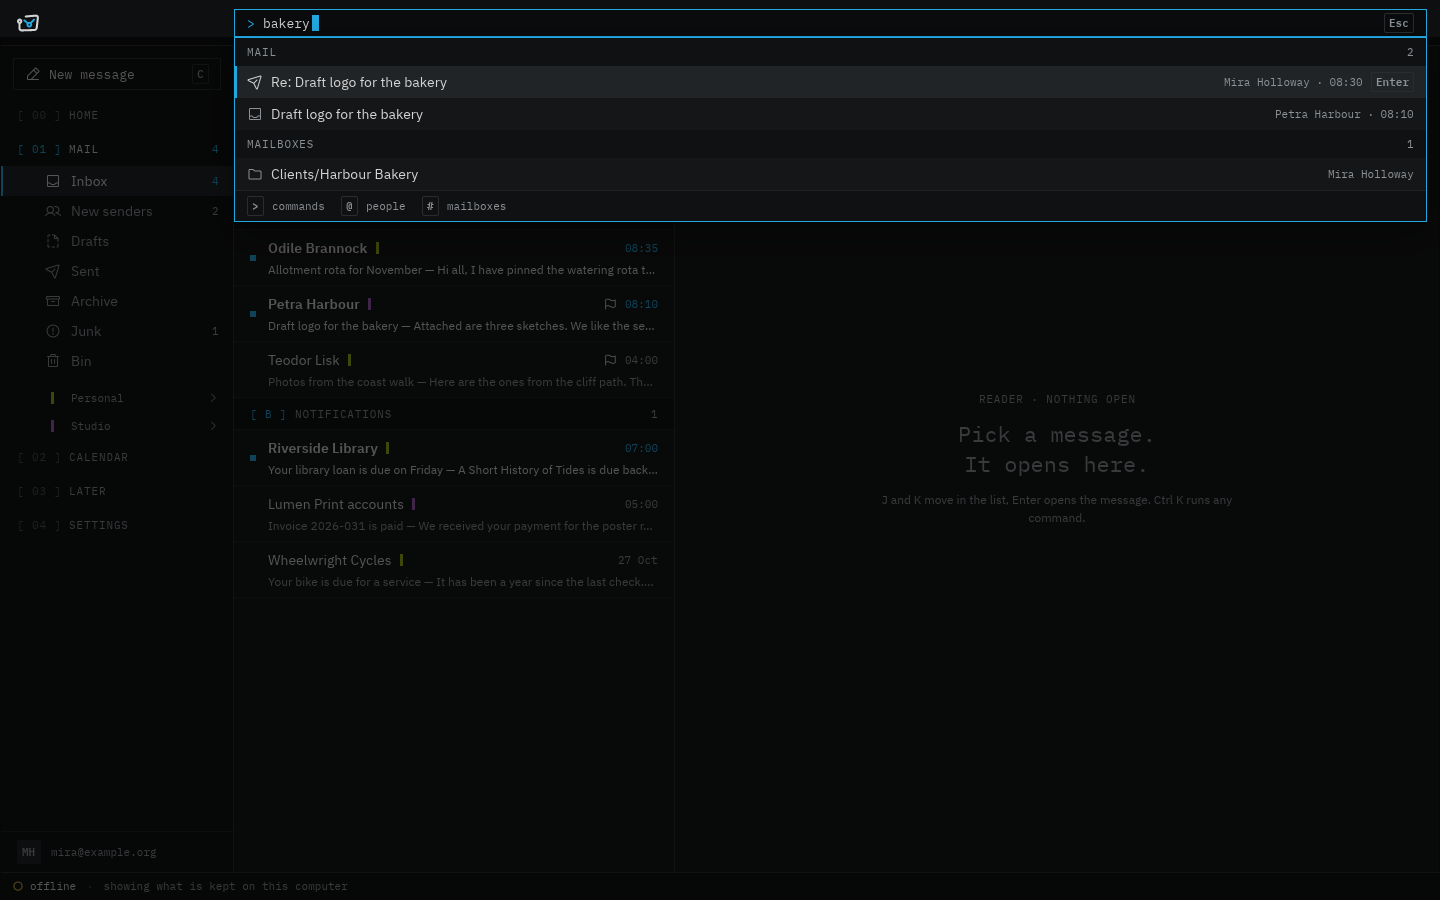 > bakery Esc
MAIL 2
Re: Draft logo for the bakery Mira Holloway · 08:30 Enter
Draft logo for the bakery Petra Harbour · 08:10
MAILBOXES 1
Clients/Harbour Bakery Mira Holloway
> commands @ people # mailboxes
New message C
[ 00 ] HOME
[ 01 ] MAIL 4
Inbox 4
New senders 2
Drafts
Sent
Archive
Junk 1
Bin
Personal
Studio
[ 02 ] CALENDAR
[ 03 ] LATER
[ 04 ] SETTINGS
MH mira@example.org
Odile Brannock 08:35
Allotment rota for November — Hi all, I have pinned the watering rota t...
Petra Harbour 08:10
Draft logo for the bakery — Attached are three sketches. We like the se...
Teodor Lisk 04:00
Photos from the coast walk — Here are the ones from the cliff path. Th...
[ B ] NOTIFICATIONS 1
Riverside Library 07:00
Your library loan is due on Friday — A Short History of Tides is due back...
Lumen Print accounts 05:00
Invoice 2026-031 is paid — We received your payment for the poster r...
Wheelwright Cycles 27 Oct
Your bike is due for a service — It has been a year since the last check....
READER · NOTHING OPEN
Pick a message.
It opens here.
J and K move in the list, Enter opens the message. Ctrl K runs any
command.
offline · showing what is kept on this computer